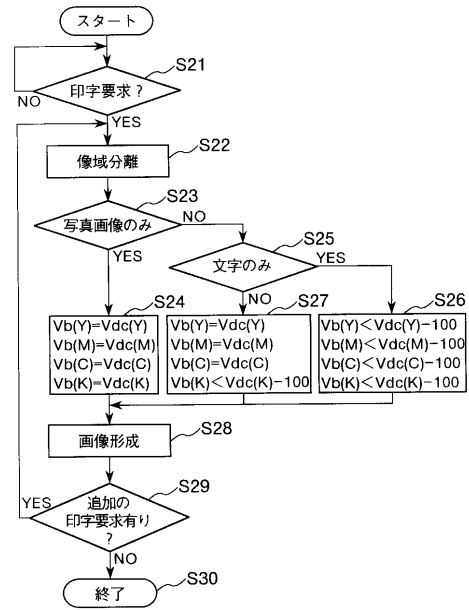 スタート
S21
印字要求?
NO
YES
S22
像域分離
S23
写真画像のみ
NO
YES
S25
文字のみ
YES
NO
S24
Vb(Y)=Vdc(Y)
Vb(M)=Vdc(M)
Vb(C)=Vdc(C)
Vb(K)=Vdc(K)
S27
Vb(Y)=Vdc(Y)
Vb(M)=Vdc(M)
Vb(C)=Vdc(C)
Vb(K)<Vdc(K)-100
S26
Vb(Y)<Vdc(Y)-100
Vb(M)<Vdc(M)-100
Vb(C)<Vdc(C)-100
Vb(K)<Vdc(K)-100
S28
画像形成
S29
YES
追加の
印字要求有り
?
NO
終了
S30